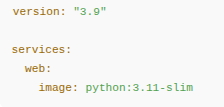 version: "3.9"

services:
  web:
    image: python:3.11-slim